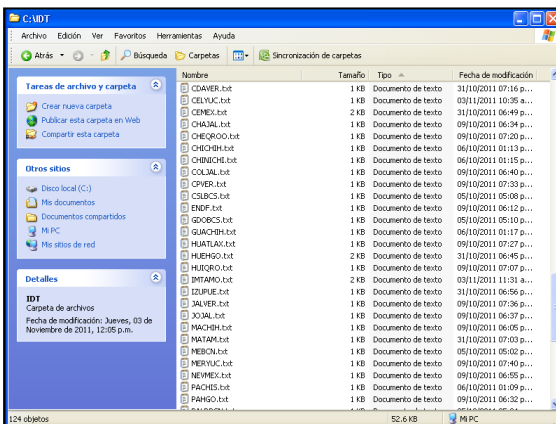 C:\IDT
Archivo Edición Ver Favoritos Herramientas Ayuda
Atrás Búsqueda Carpetas Sincronización de carpetas
Nombre Tamaño Tipo Fecha de modificación
Tareas de archivo y carpeta
Crear nueva carpeta
Publicar esta carpeta en Web
Compartir esta carpeta
Otros sitios
Disco local (C:)
Mis documentos
Documentos compartidos
Mi PC
Mis sitios de red
Detalles
IDT
Carpeta de archivos
Fecha de modificación: Jueves, 03 de
Noviembre de 2011, 12:05 p.m.
CDAVER.txt 1 KB Documento de texto 31/10/2011 07:16 p...
CELYUC.txt 1 KB Documento de texto 03/11/2011 10:35 a...
CEMEX.txt 2 KB Documento de texto 31/10/2011 06:49 p...
CHAJAL.txt 1 KB Documento de texto 09/10/2011 06:34 p...
CHEQROO.txt 1 KB Documento de texto 09/10/2011 07:20 p...
CHICHIH.txt 1 KB Documento de texto 06/10/2011 01:13 p...
CHINICHI.txt 1 KB Documento de texto 06/10/2011 01:15 p...
COLJAL.txt 1 KB Documento de texto 09/10/2011 06:40 p...
CPVER.txt 1 KB Documento de texto 09/10/2011 07:33 p...
CSLBCS.txt 1 KB Documento de texto 05/10/2011 05:08 p...
ENDF.txt 1 KB Documento de texto 09/10/2011 06:12 p...
GDOBCS.txt 1 KB Documento de texto 05/10/2011 05:10 p...
GUACHIH.txt 1 KB Documento de texto 06/10/2011 01:17 p...
HUATLAX.txt 1 KB Documento de texto 09/10/2011 07:27 p...
HUEHGO.txt 2 KB Documento de texto 31/10/2011 06:45 p...
HUIQRO.txt 1 KB Documento de texto 09/10/2011 07:07 p...
IMTAMO.txt 2 KB Documento de texto 03/11/2011 11:31 a...
IZUPUE.txt 1 KB Documento de texto 31/10/2011 06:56 p...
JALVER.txt 1 KB Documento de texto 09/10/2011 07:36 p...
JOJAL.txt 1 KB Documento de texto 09/10/2011 06:37 p...
MACHIH.txt 1 KB Documento de texto 09/10/2011 06:05 p...
MATAM.txt 1 KB Documento de texto 31/10/2011 07:03 p...
MEBCN.txt 1 KB Documento de texto 05/10/2011 05:02 p...
MERYUC.txt 1 KB Documento de texto 09/10/2011 07:40 p...
NEVMEX.txt 1 KB Documento de texto 09/10/2011 06:55 p...
PACHIS.txt 1 KB Documento de texto 06/10/2011 01:09 p...
PAHGO.txt 1 KB Documento de texto 09/10/2011 06:32 p...
124 objetos 52.6 KB Mi PC